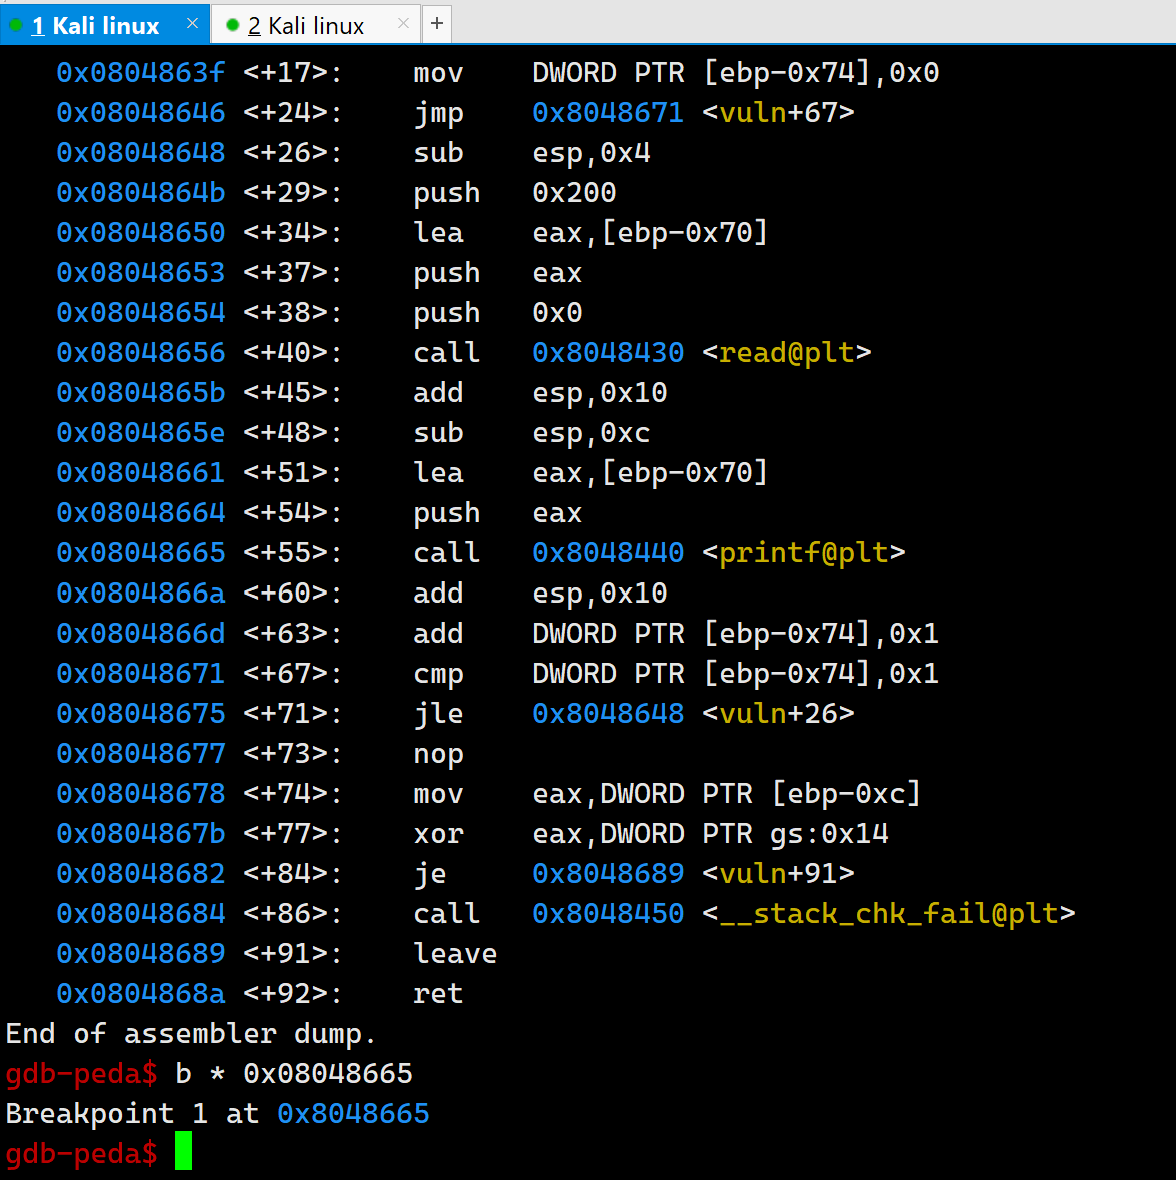 1 Kali linux × 2 Kali linux × +
0x0804863f <+17>: mov DWORD PTR [ebp-0x74],0x0
0x08048646 <+24>: jmp 0x8048671 <vuln+67>
0x08048648 <+26>: sub esp,0x4
0x0804864b <+29>: push 0x200
0x08048650 <+34>: lea eax,[ebp-0x70]
0x08048653 <+37>: push eax
0x08048654 <+38>: push 0x0
0x08048656 <+40>: call 0x8048430 <read@plt>
0x0804865b <+45>: add esp,0x10
0x0804865e <+48>: sub esp,0xc
0x08048661 <+51>: lea eax,[ebp-0x70]
0x08048664 <+54>: push eax
0x08048665 <+55>: call 0x8048440 <printf@plt>
0x0804866a <+60>: add esp,0x10
0x0804866d <+63>: add DWORD PTR [ebp-0x74],0x1
0x08048671 <+67>: cmp DWORD PTR [ebp-0x74],0x1
0x08048675 <+71>: jle 0x8048648 <vuln+26>
0x08048677 <+73>: nop
0x08048678 <+74>: mov eax,DWORD PTR [ebp-0xc]
0x0804867b <+77>: xor eax,DWORD PTR gs:0x14
0x08048682 <+84>: je 0x8048689 <vuln+91>
0x08048684 <+86>: call 0x8048450 <__stack_chk_fail@plt>
0x08048689 <+91>: leave
0x0804868a <+92>: ret
End of assembler dump.
gdb-peda$ b * 0x08048665
Breakpoint 1 at 0x8048665
gdb-peda$